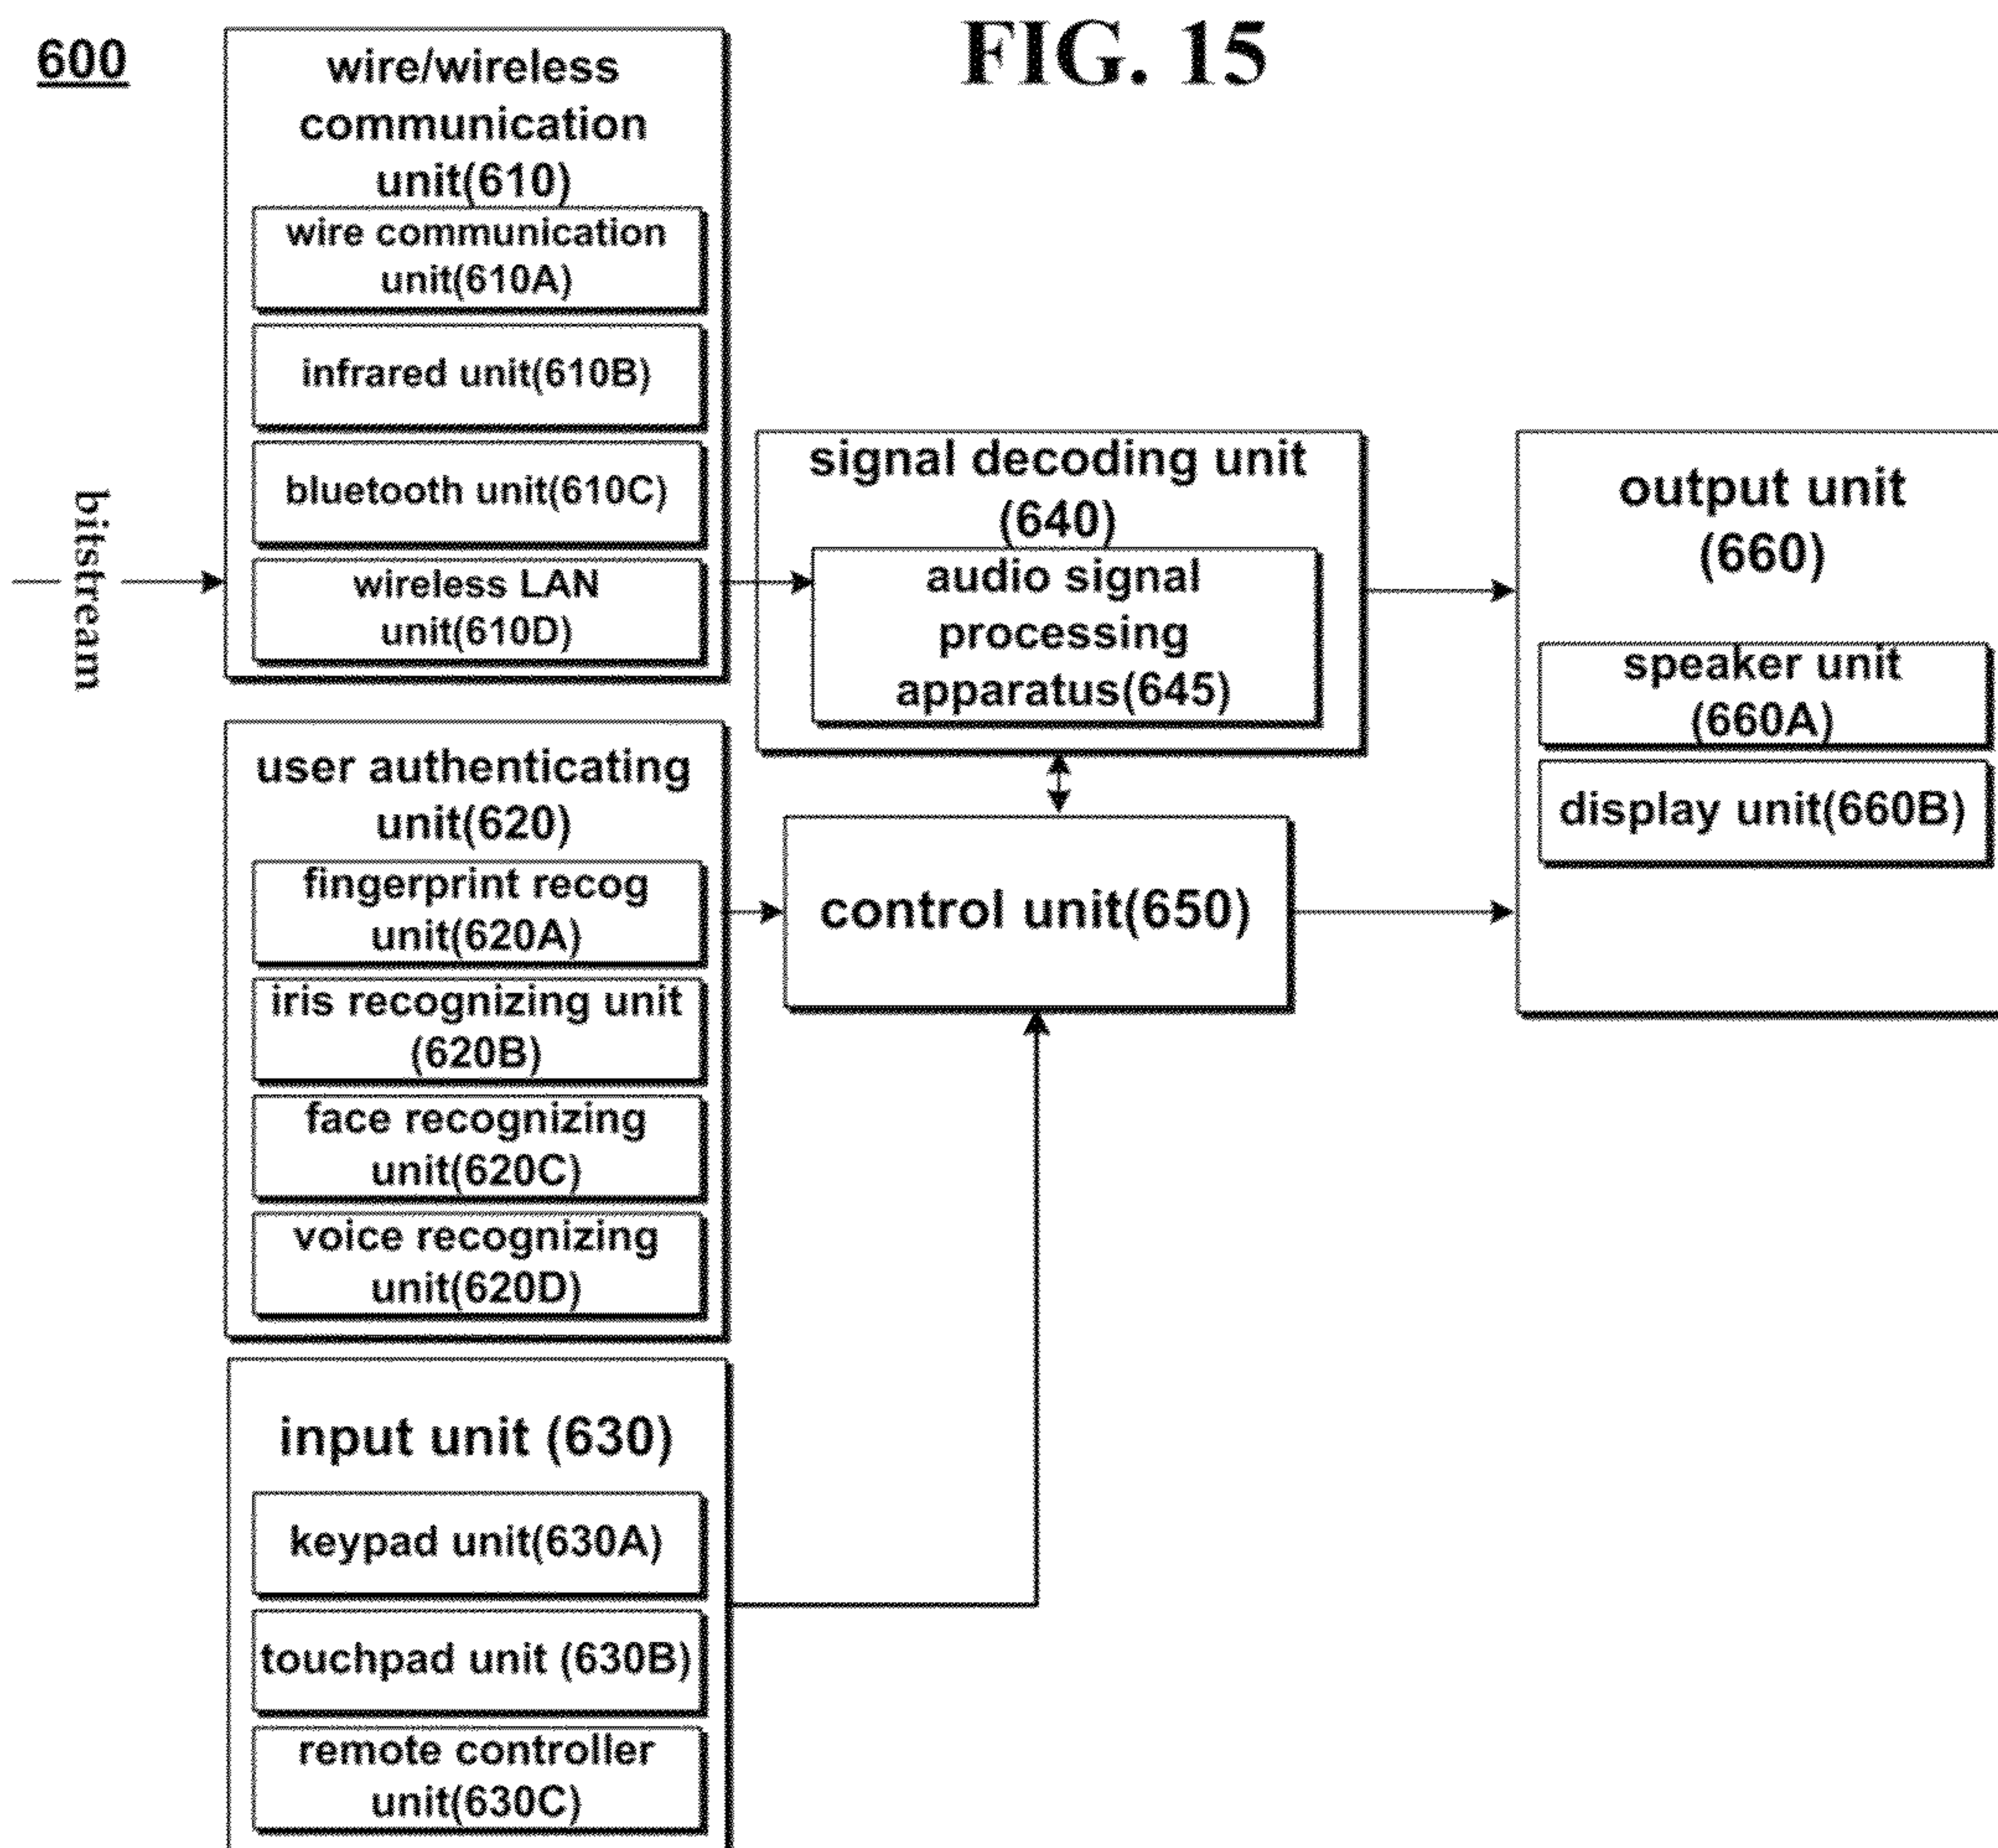 600
FIG. 15
wire/wireless
communication
unit(610)
wire communication
unit(610A)
infrared unit(610B)
bluetooth unit(610C)
wireless LAN
unit(610D)
bitstream
signal decoding unit
(640)
audio signal
processing
apparatus(645)
output unit
(660)
speaker unit
(660A)
display unit(660B)
user authenticating
unit(620)
fingerprint recog
unit(620A)
iris recognizing unit
(620B)
face recognizing
unit(620C)
voice recognizing
unit(620D)
control unit(650)
input unit (630)
keypad unit(630A)
touchpad unit (630B)
remote controller
unit(630C)